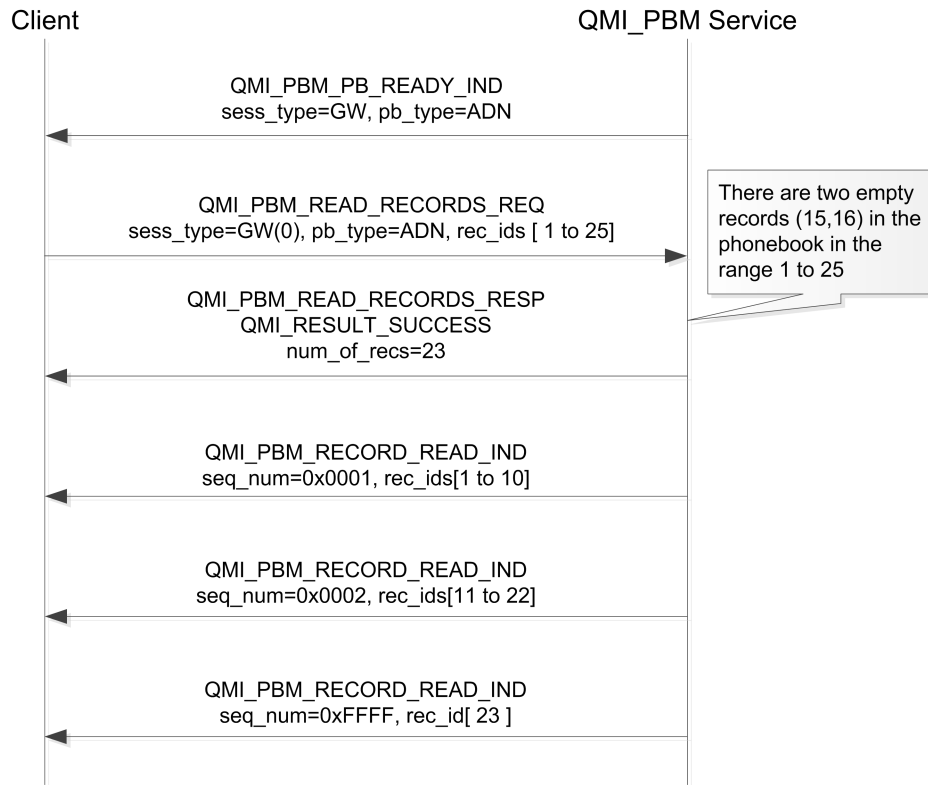 Client
QMI_PBM Service
QMI_PBM_PB_READY_IND
sess_type=GW, pb_type=ADN
QMI_PBM_READ_RECORDS_REQ
sess_type=GW(0), pb_type=ADN, rec_ids [ 1 to 25]
There are two empty
records (15,16) in the
phonebook in the
range 1 to 25
QMI_PBM_READ_RECORDS_RESP
QMI_RESULT_SUCCESS
num_of_recs=23
QMI_PBM_RECORD_READ_IND
seq_num=0x0001, rec_ids[1 to 10]
QMI_PBM_RECORD_READ_IND
seq_num=0x0002, rec_ids[11 to 22]
QMI_PBM_RECORD_READ_IND
seq_num=0xFFFF, rec_id[ 23 ]